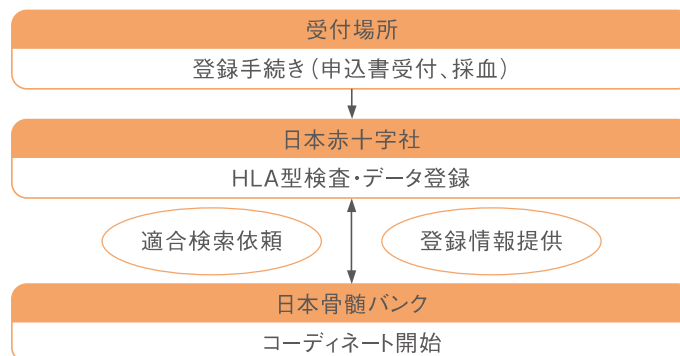 受付場所
登録手続き（申込書受付、採血）
日本赤十字社
HLA型検査・データ登録
適合検索依頼
登録情報提供
日本骨髄バンク
コーディネート開始